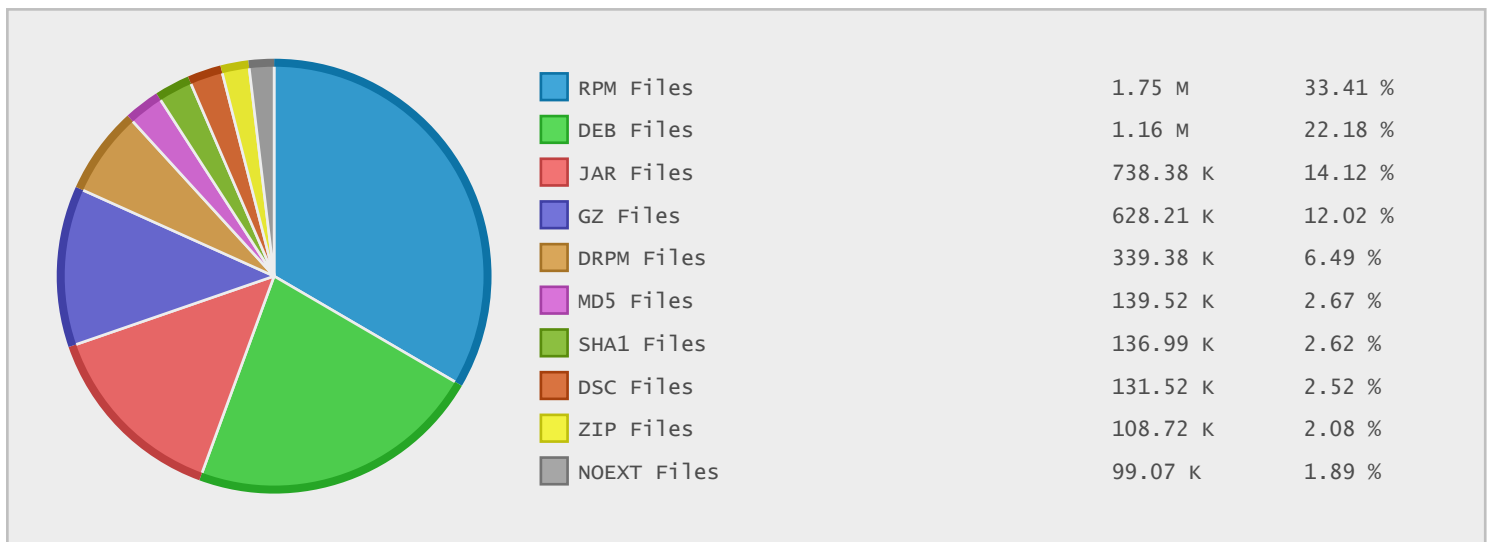 RPM Files 1.75 M 33.41 %
DEB Files 1.16 M 22.18 %
JAR Files 738.38 K 14.12 %
GZ Files 628.21 K 12.02 %
DRPM Files 339.38 K 6.49 %
MD5 Files 139.52 K 2.67 %
SHA1 Files 136.99 K 2.62 %
DSC Files 131.52 K 2.52 %
ZIP Files 108.72 K 2.08 %
NOEXT Files 99.07 K 1.89 %